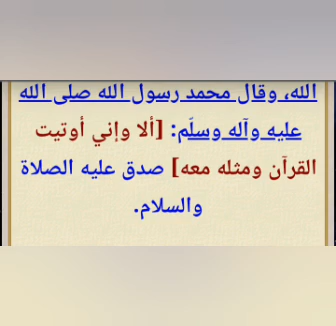 الله، وقال محمد رسول الله صلى الله
عليه وآله وسلّم: [ألا وإني أوتيت
القرآن ومثله معه] صدق عليه الصلاة
والسلام.